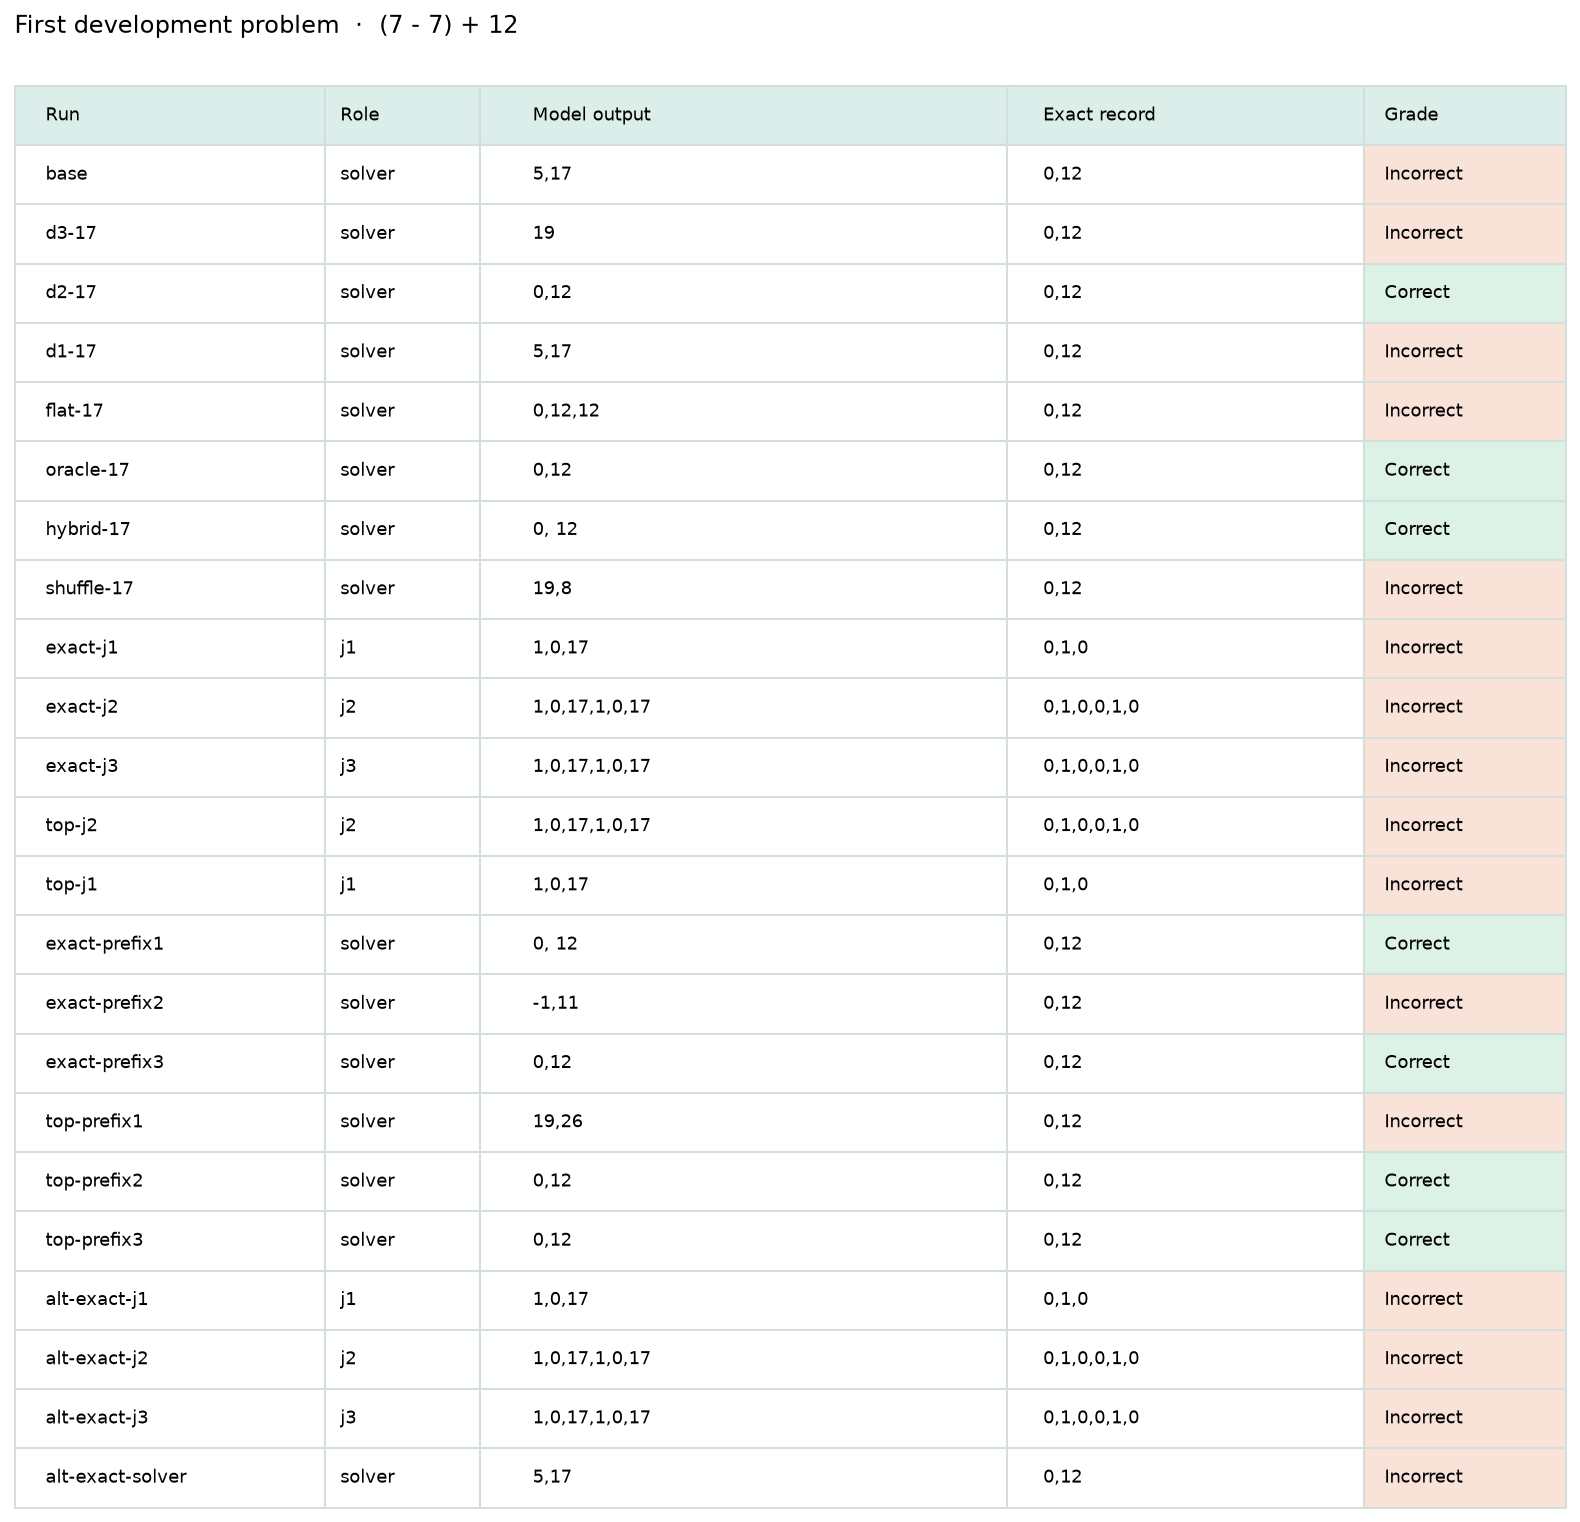 First development problem · (7 - 7) + 12
Run Role Model output Exact record Grade
base solver 5,17 0,12 Incorrect
d3-17 solver 19 0,12 Incorrect
d2-17 solver 0,12 0,12 Correct
d1-17 solver 5,17 0,12 Incorrect
flat-17 solver 0,12,12 0,12 Incorrect
oracle-17 solver 0,12 0,12 Correct
hybrid-17 solver 0, 12 0,12 Correct
shuffle-17 solver 19,8 0,12 Incorrect
exact-j1 j1 1,0,17 0,1,0 Incorrect
exact-j2 j2 1,0,17,1,0,17 0,1,0,0,1,0 Incorrect
exact-j3 j3 1,0,17,1,0,17 0,1,0,0,1,0 Incorrect
top-j2 j2 1,0,17,1,0,17 0,1,0,0,1,0 Incorrect
top-j1 j1 1,0,17 0,1,0 Incorrect
exact-prefix1 solver 0, 12 0,12 Correct
exact-prefix2 solver -1,11 0,12 Incorrect
exact-prefix3 solver 0,12 0,12 Correct
top-prefix1 solver 19,26 0,12 Incorrect
top-prefix2 solver 0,12 0,12 Correct
top-prefix3 solver 0,12 0,12 Correct
alt-exact-j1 j1 1,0,17 0,1,0 Incorrect
alt-exact-j2 j2 1,0,17,1,0,17 0,1,0,0,1,0 Incorrect
alt-exact-j3 j3 1,0,17,1,0,17 0,1,0,0,1,0 Incorrect
alt-exact-solver solver 5,17 0,12 Incorrect